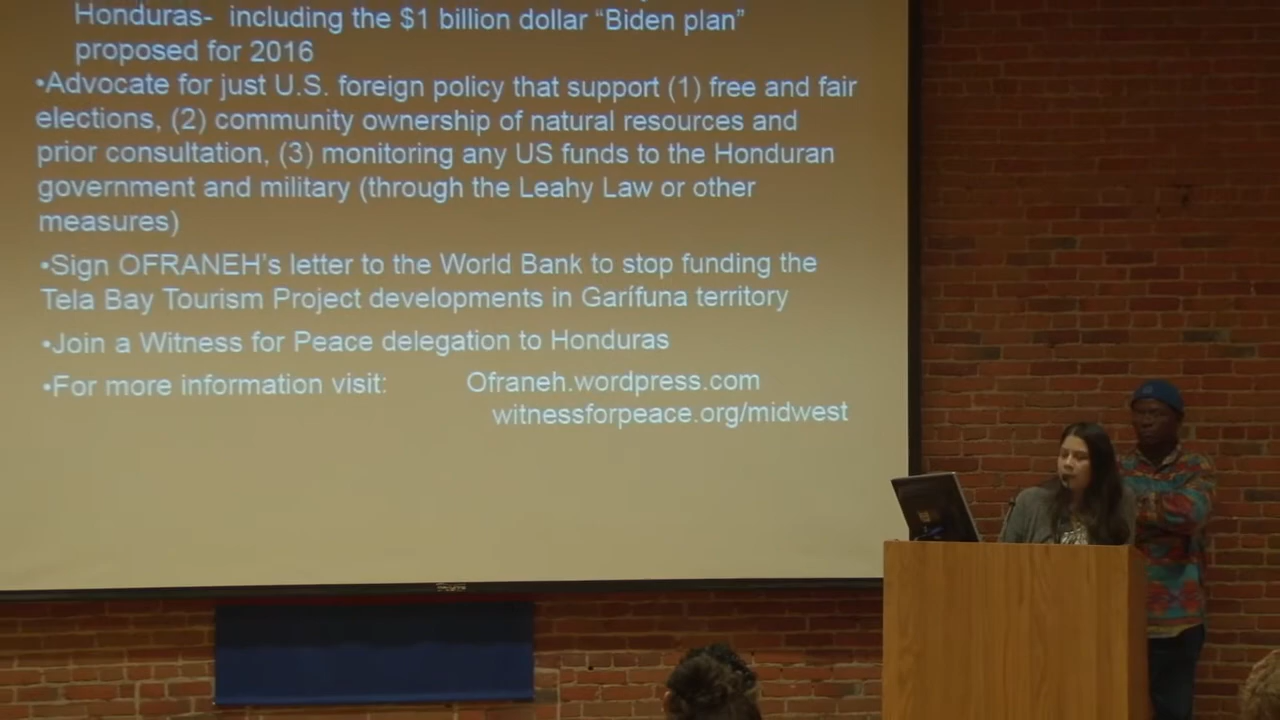 Honduras- including the $1 billion dollar “Biden plan”
proposed for 2016
•Advocate for just U.S. foreign policy that support (1) free and fair
elections, (2) community ownership of natural resources and
prior consultation, (3) monitoring any US funds to the Honduran
government and military (through the Leahy Law or other
measures)
•Sign OFRANEH’s letter to the World Bank to stop funding the
Tela Bay Tourism Project developments in Garífuna territory
•Join a Witness for Peace delegation to Honduras
•For more information visit: Ofraneh.wordpress.com
witnessforpeace.org/midwest